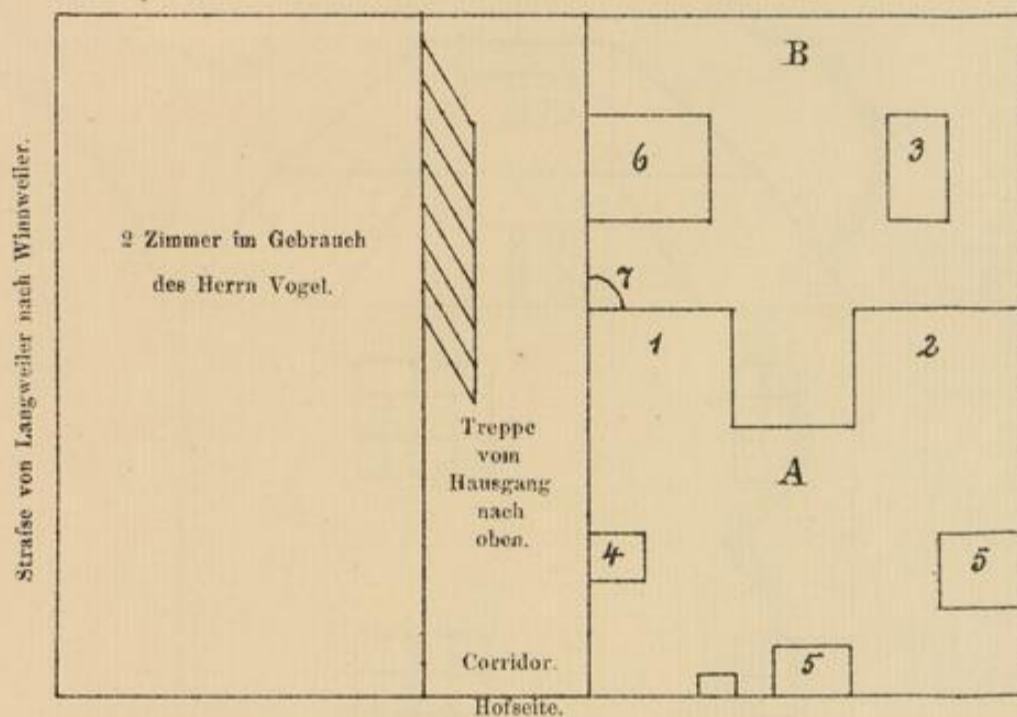 Straſse von Langweiler nach Winnweiler.
2 Zimmer im Gebrauch
des Herrn Vogel.
Treppe
vom
Hausgang
nach
oben.
Corridor.
Hofseite.
B
6
3
7
1
2
A
4
5
5